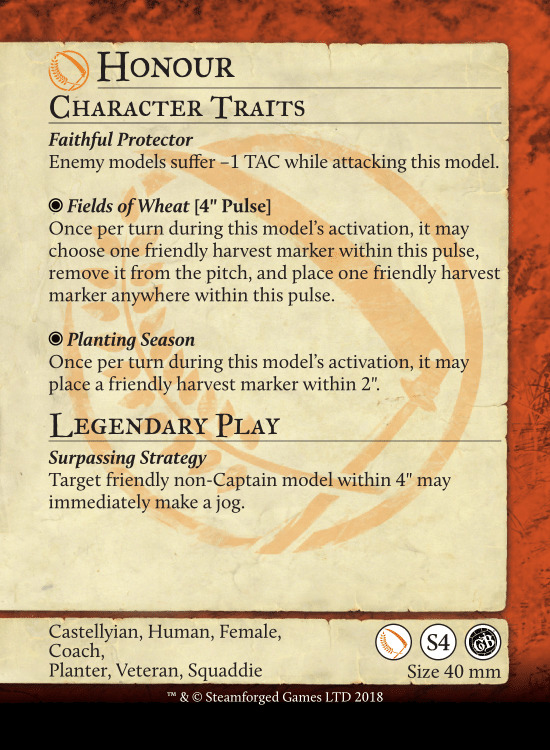 Honour
Character Traits
Faithful Protector
Enemy models suffer –1 TAC while attacking this model.
Fields of Wheat [4" Pulse]
Once per turn during this model's activation, it may
choose one friendly harvest marker within this pulse,
remove it from the pitch, and place one friendly harvest
marker anywhere within this pulse.
Planting Season
Once per turn during this model's activation, it may
place a friendly harvest marker within 2".
Legendary Play
Surpassing Strategy
Target friendly non-Captain model within 4" may
immediately make a jog.
Castellyian, Human, Female,
Coach,
Planter, Veteran, Squaddie
S4
Size 40 mm
™ & © Steamforged Games LTD 2018